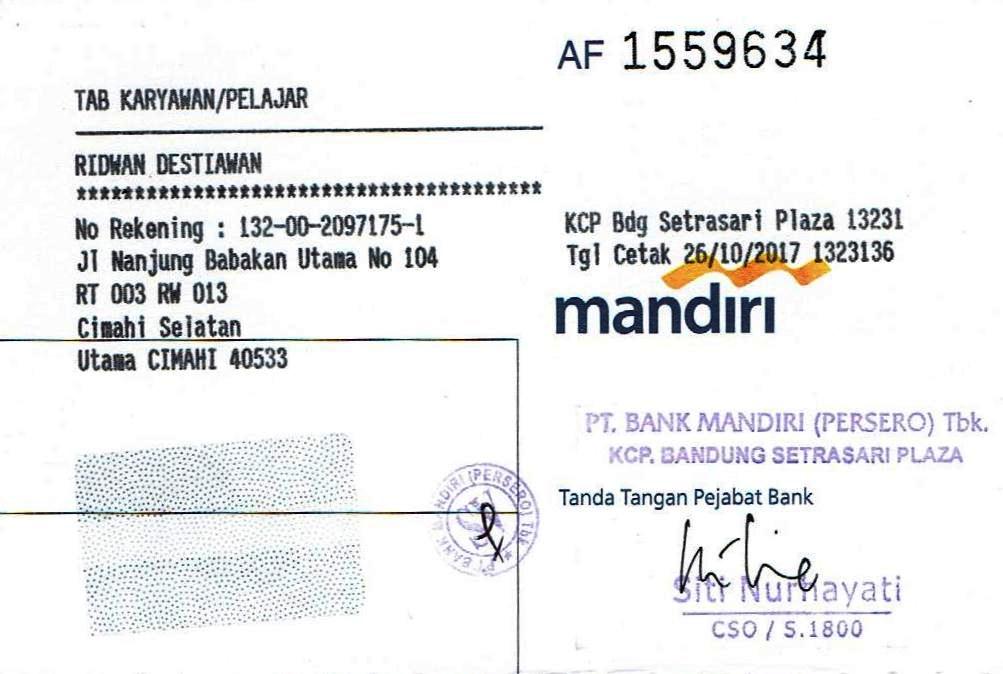 AF 1559634
TAB KARYAWAN/PELAJAR
RIDWAN DESTIAWAN
*****************************************
No Rekening : 132-00-2097175-1
Jl Nanjung Babakan Utama No 104
RT 003 RW 013
Cimahi Selatan
Utama CIMAHI 40533
KCP Bdg Setrasari Plaza 13231
Tgl Cetak 26/10/2017 1323136
mandiri
PT. BANK MANDIRI (PERSERO) Tbk.
KCP. BANDUNG SETRASARI PLAZA
Tanda Tangan Pejabat Bank
Siti Nurhayati
CSO / S.1800
PT. BANK MANDIRI (PERSERO) Tbk *